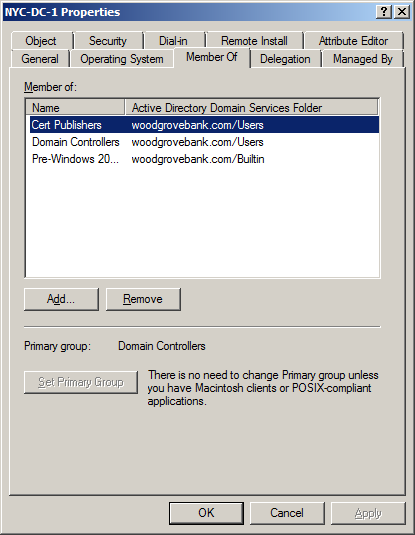 NYC-DC-1 Properties
Object Security Dial-in Remote Install Attribute Editor
General Operating System Member Of Delegation Managed By
Member of:
Name Active Directory Domain Services Folder
Cert Publishers woodgrovebank.com/Users
Domain Controllers woodgrovebank.com/Users
Pre-Windows 20... woodgrovebank.com/Builtin
Add... Remove
Primary group: Domain Controllers
Set Primary Group
There is no need to change Primary group unless
you have Macintosh clients or POSIX-compliant
applications.
OK Cancel Apply